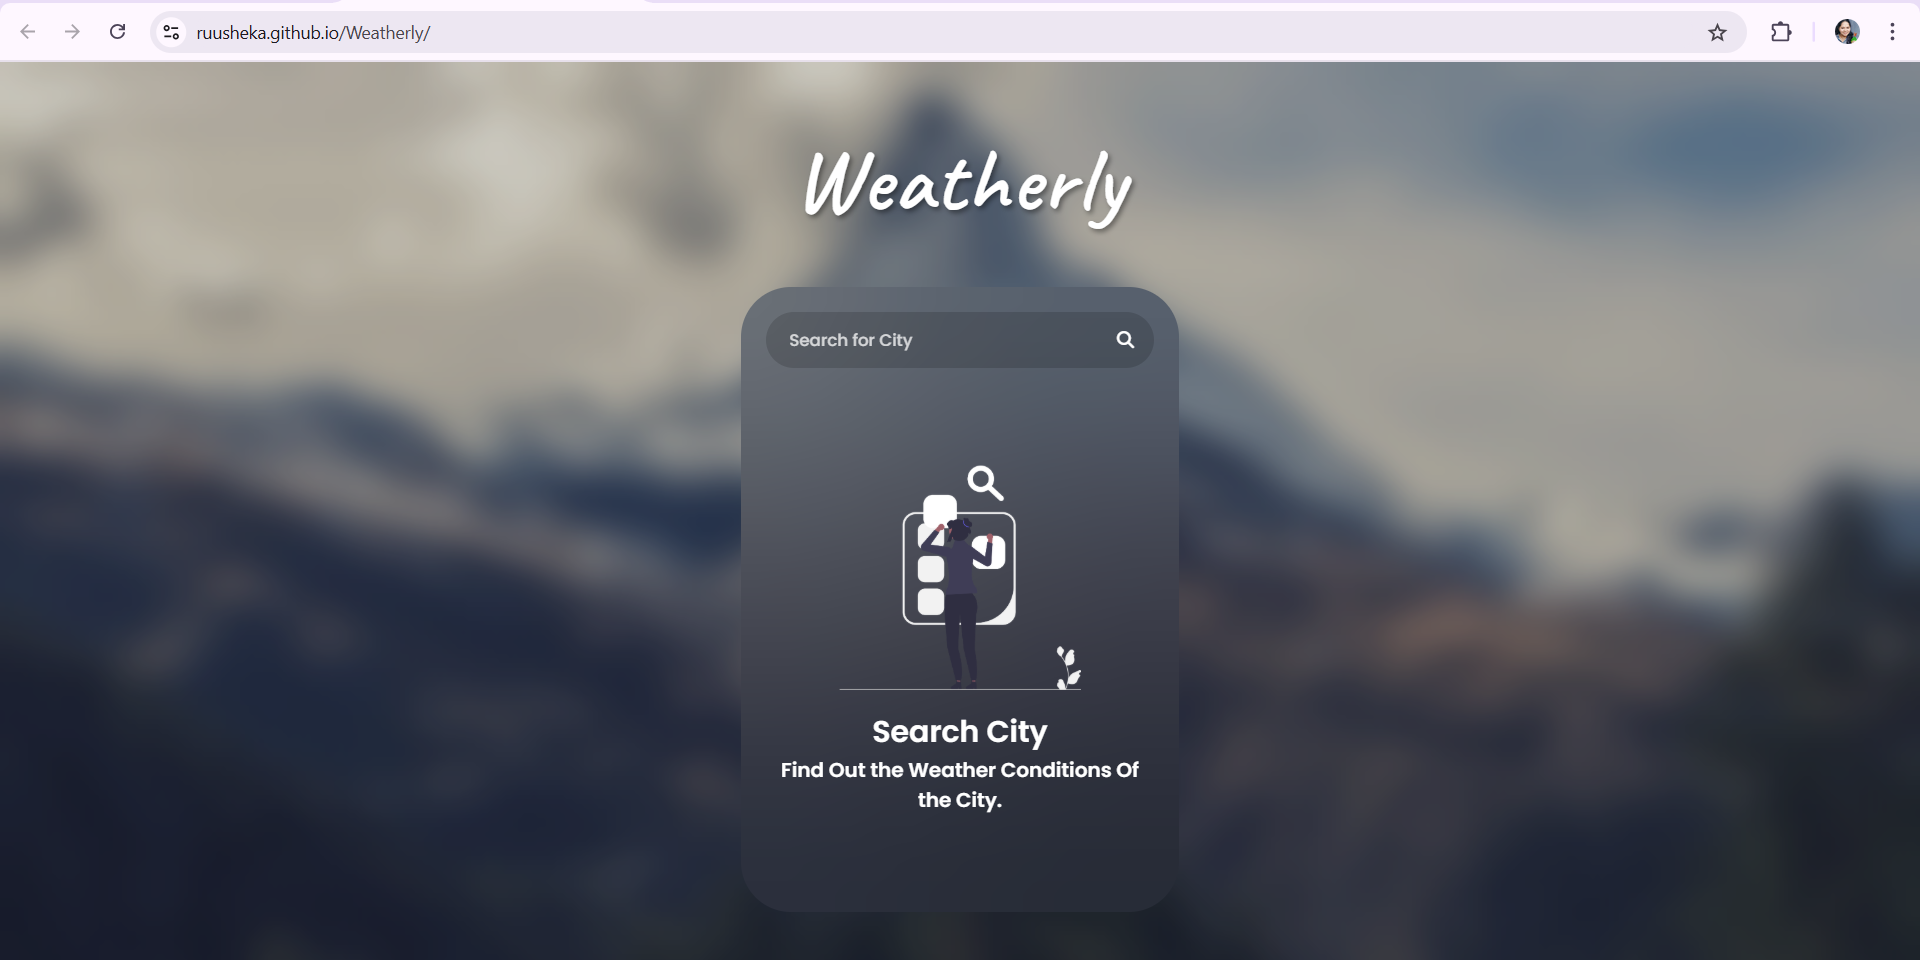 ruusheka.github.io/Weatherly/
Weatherly
Search for City
Search City
Find Out the Weather Conditions Of
the City.